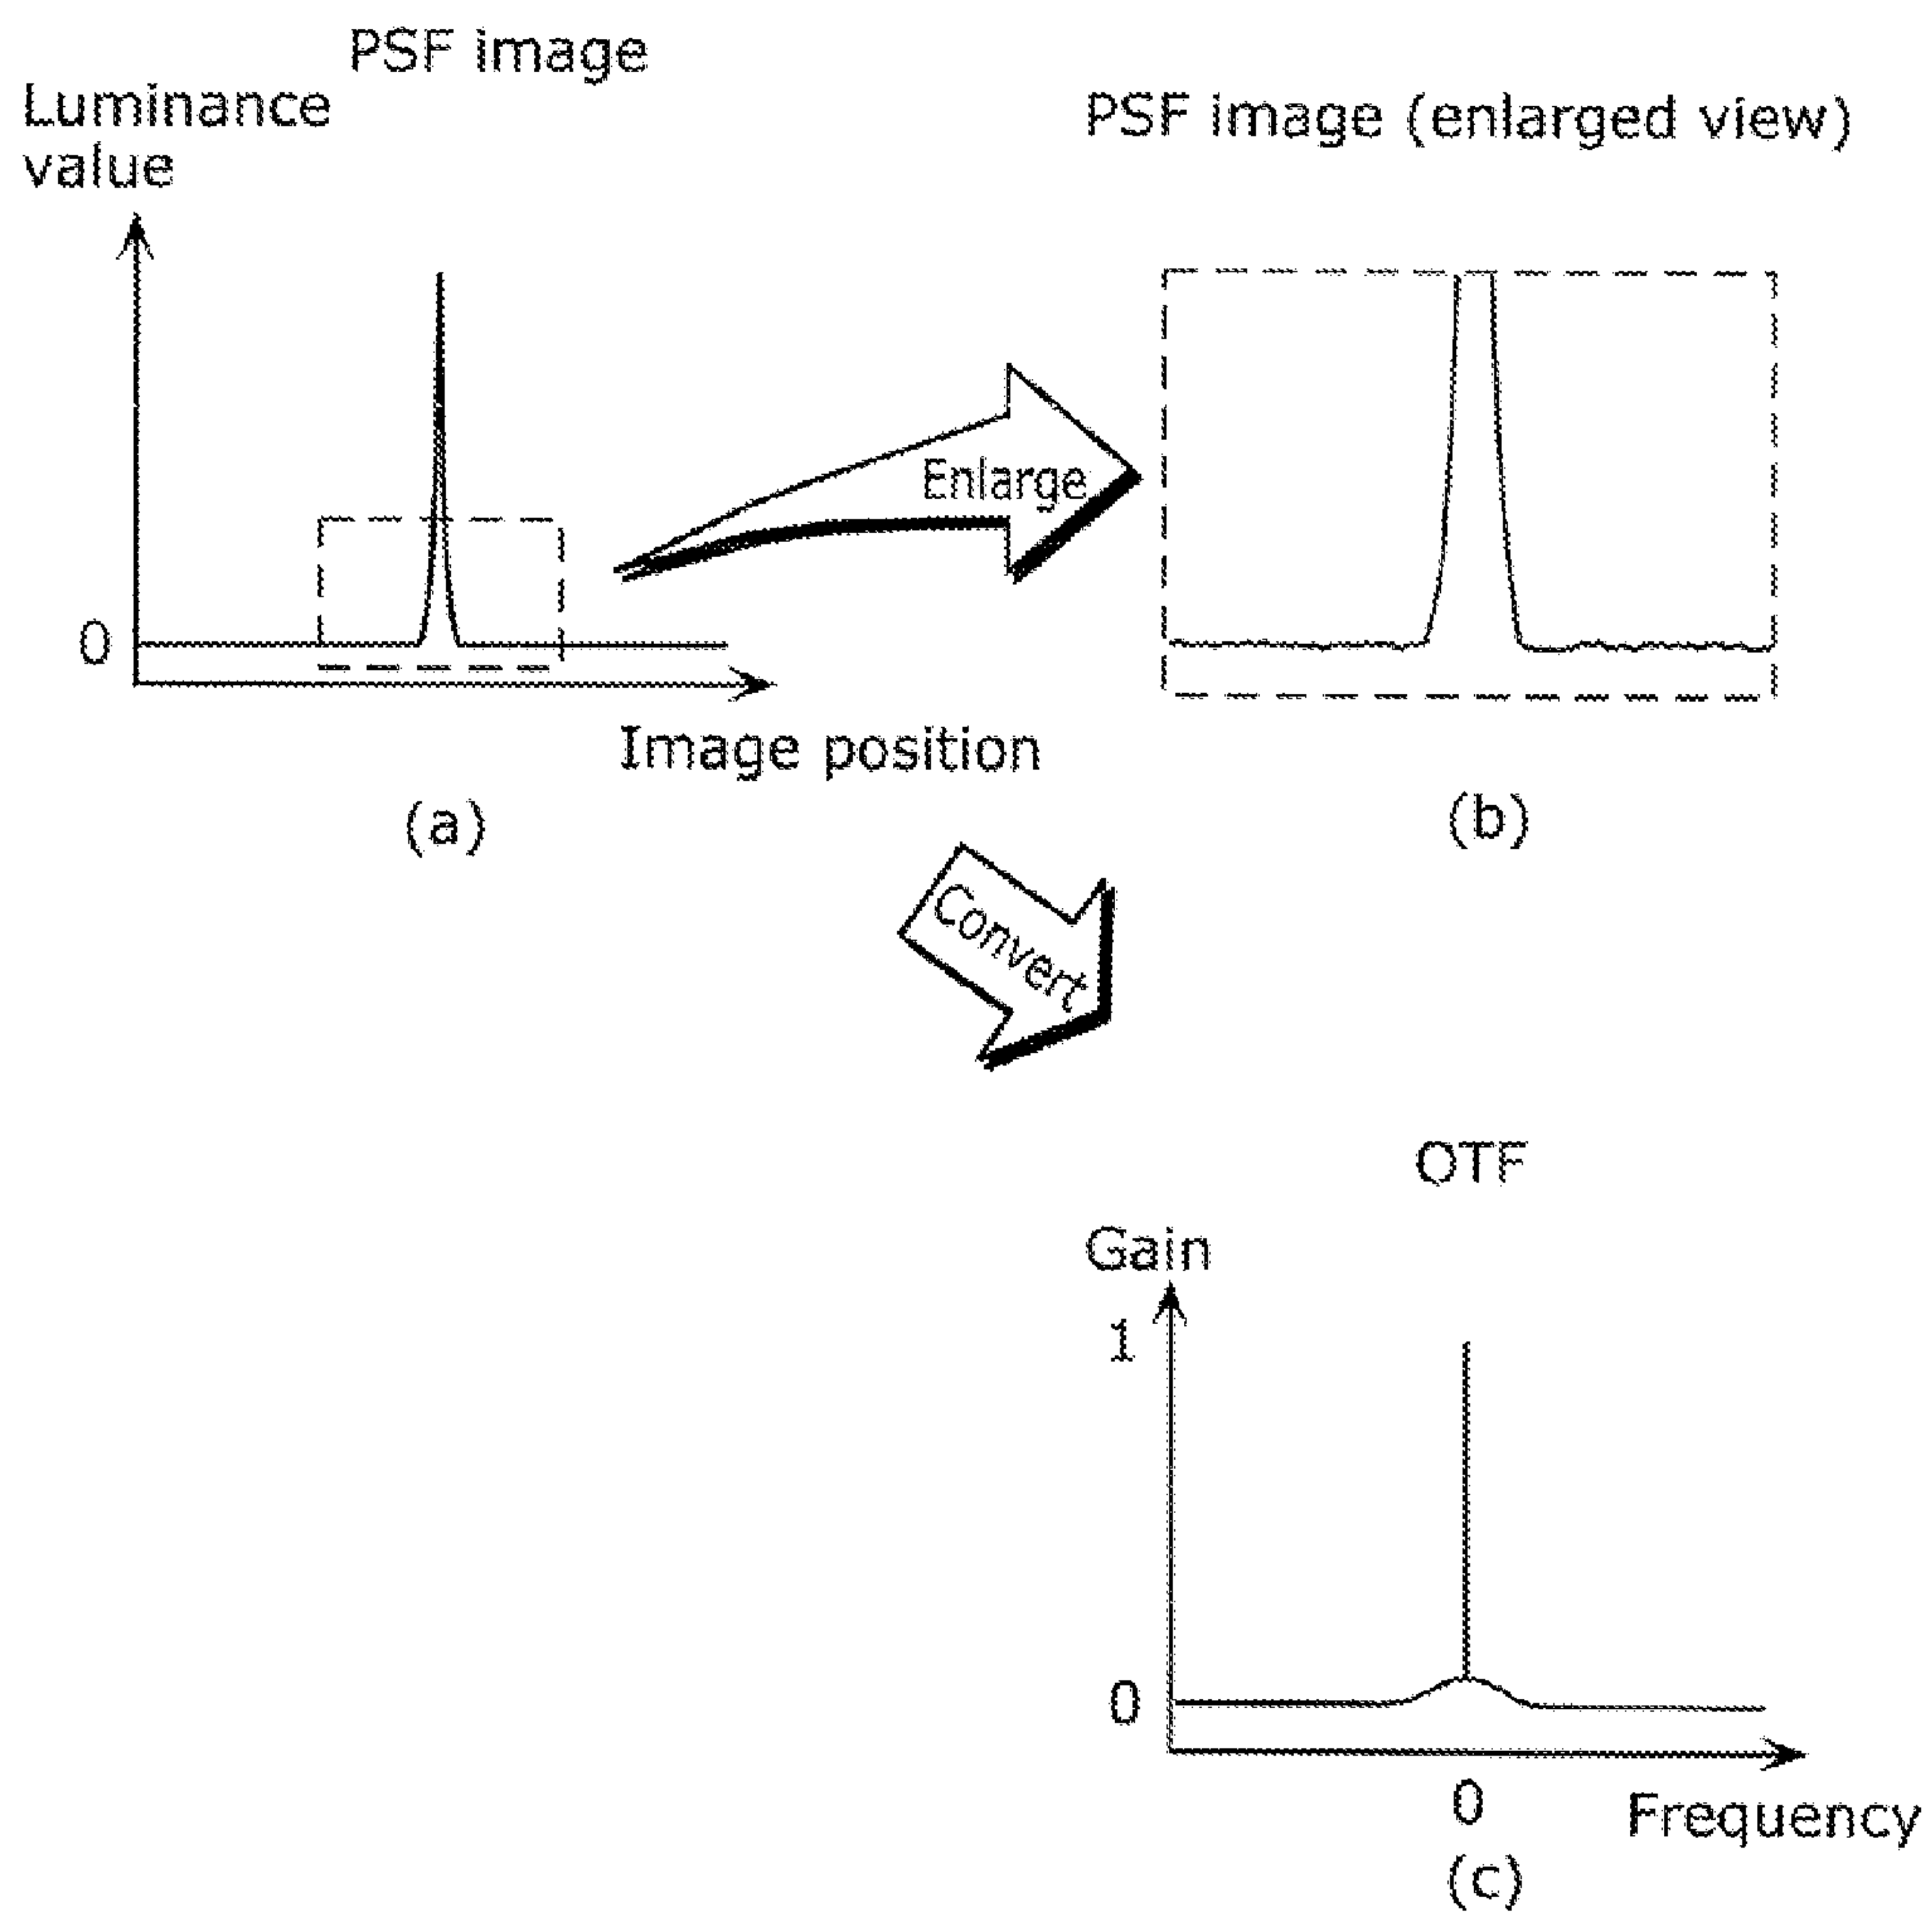 PSF image
Luminance
value
0
Image position
(a)
Enlarge
PSF image (enlarged view)
(b)
Convert
OTF
Gain
1
0
0
Frequency
(c)